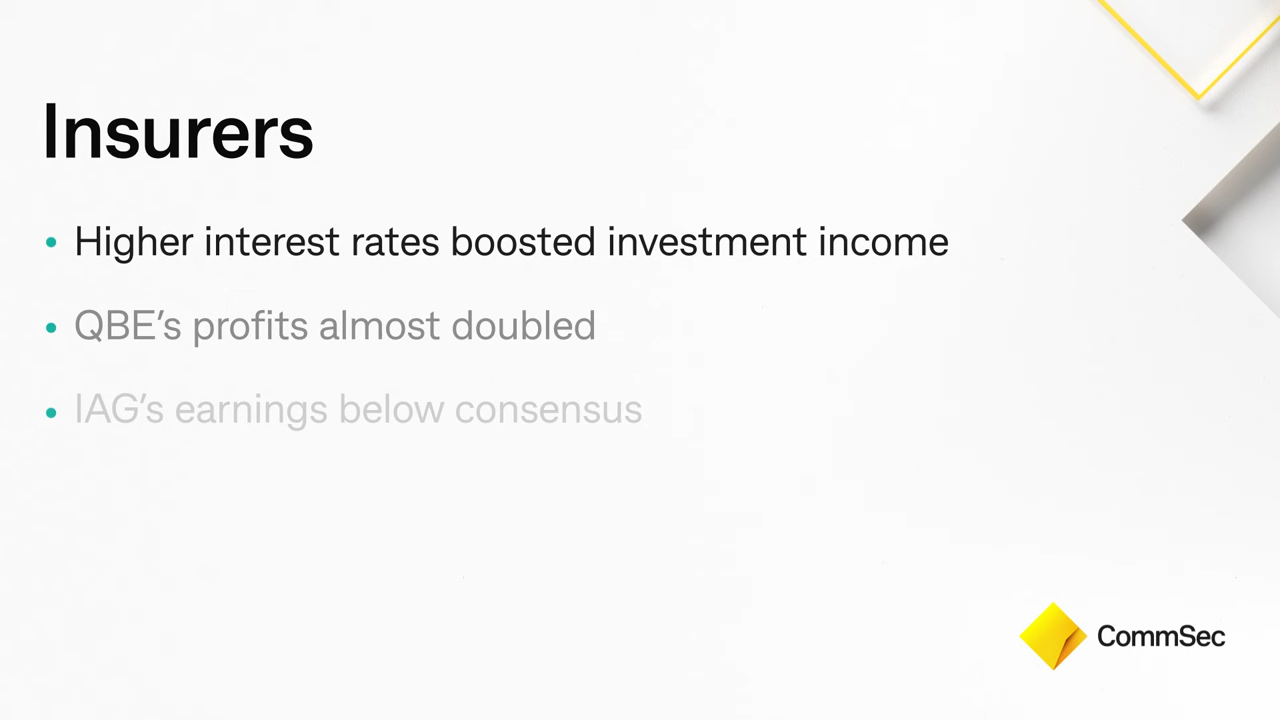 Insurers
• Higher interest rates boosted investment income
• QBE’s profits almost doubled
• IAG’s earnings below consensus
CommSec